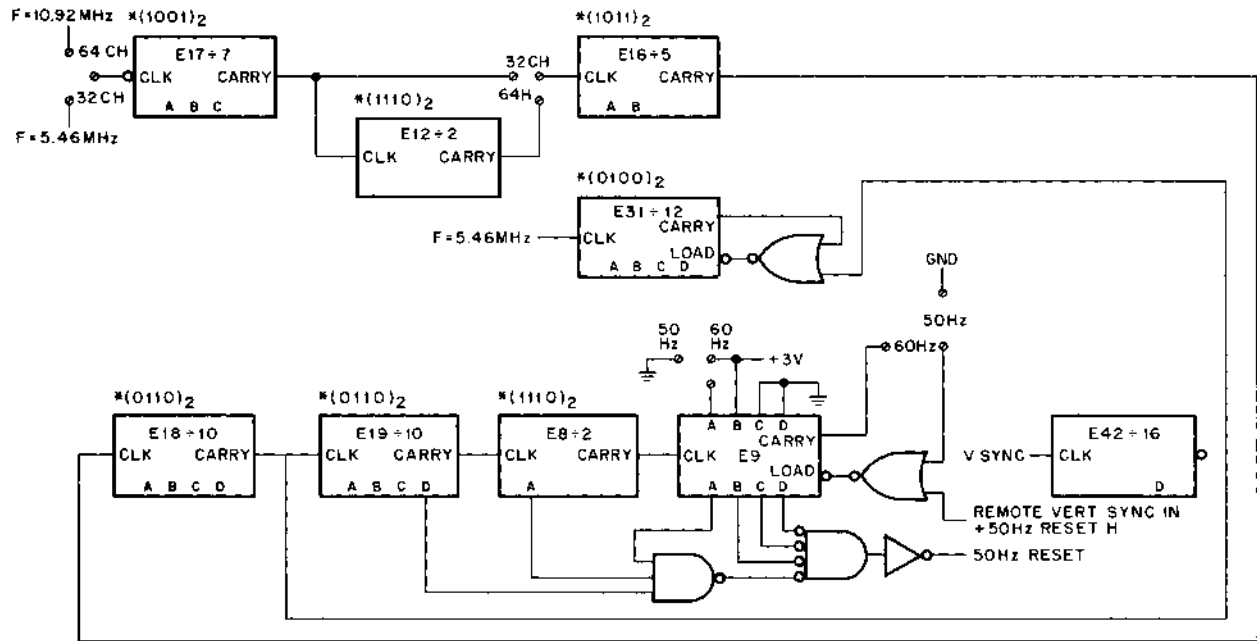 F=10.92MHz
*(1001)2
*(1011)2
64 CH
E17÷7
CLK CARRY
A B C
32CH
F=5.46MHz
*(1110)2
E12÷2
CLK CARRY
32CH
64H
E16÷5
CLK CARRY
A B
*(0100)2
E31÷12
CARRY
F=5.46MHz
CLK
LOAD
A B C D
GND
50Hz
60Hz
50 Hz
60 Hz
+3V
*(0110)2
E18÷10
CLK CARRY
A B C D
*(0110)2
E19÷10
CLK CARRY
A B C D
*(1110)2
E8÷2
CLK CARRY
A
A B C D
CARRY
CLK E9
LOAD
A B C D
V SYNC
E42÷16
CLK
D
REMOTE VERT SYNC IN
+50Hz RESET H
50Hz RESET